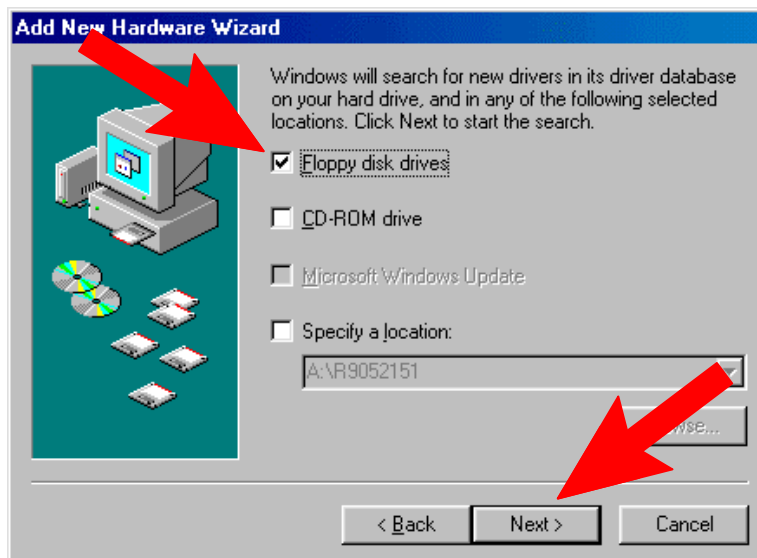 Add New Hardware Wizard
Windows will search for new drivers in its driver database
on your hard drive, and in any of the following selected
locations. Click Next to start the search.
Floppy disk drives
CD-ROM drive
Microsoft Windows Update
Specify a location:
A:\R9052151
< Back
Next >
Cancel